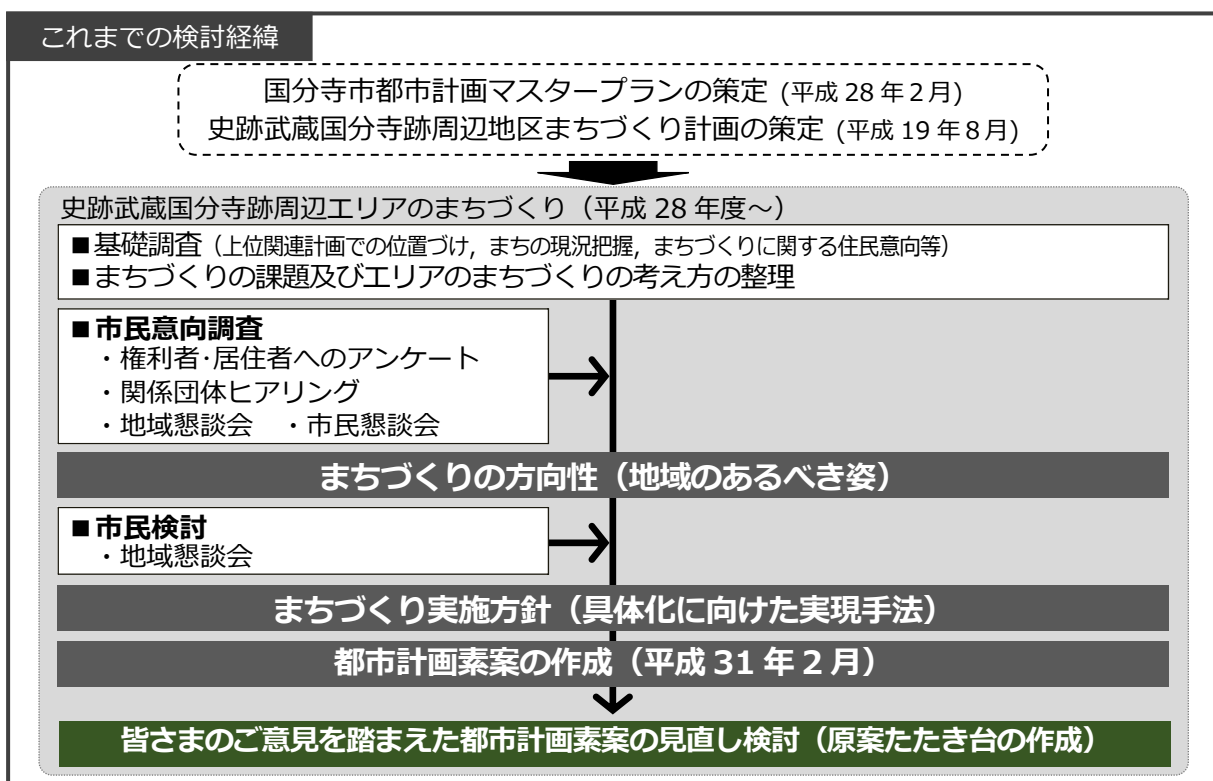 これまでの検討経緯
国分寺市都市計画マスタープランの策定 (平成 28 年２月)
史跡武蔵国分寺跡周辺地区まちづくり計画の策定 (平成 19 年８月)
史跡武蔵国分寺跡周辺エリアのまちづくり（平成 28 年度～）
■基礎調査（上位関連計画での位置づけ，まちの現況把握，まちづくりに関する住民意向等）
■まちづくりの課題及びエリアのまちづくりの考え方の整理
■市民意向調査
・権利者･居住者へのアンケート
・関係団体ヒアリング
・地域懇談会　・市民懇談会
まちづくりの方向性（地域のあるべき姿）
■市民検討
・地域懇談会
まちづくり実施方針（具体化に向けた実現手法）
都市計画素案の作成（平成 31 年２月）
皆さまのご意見を踏まえた都市計画素案の見直し検討（原案たたき台の作成）